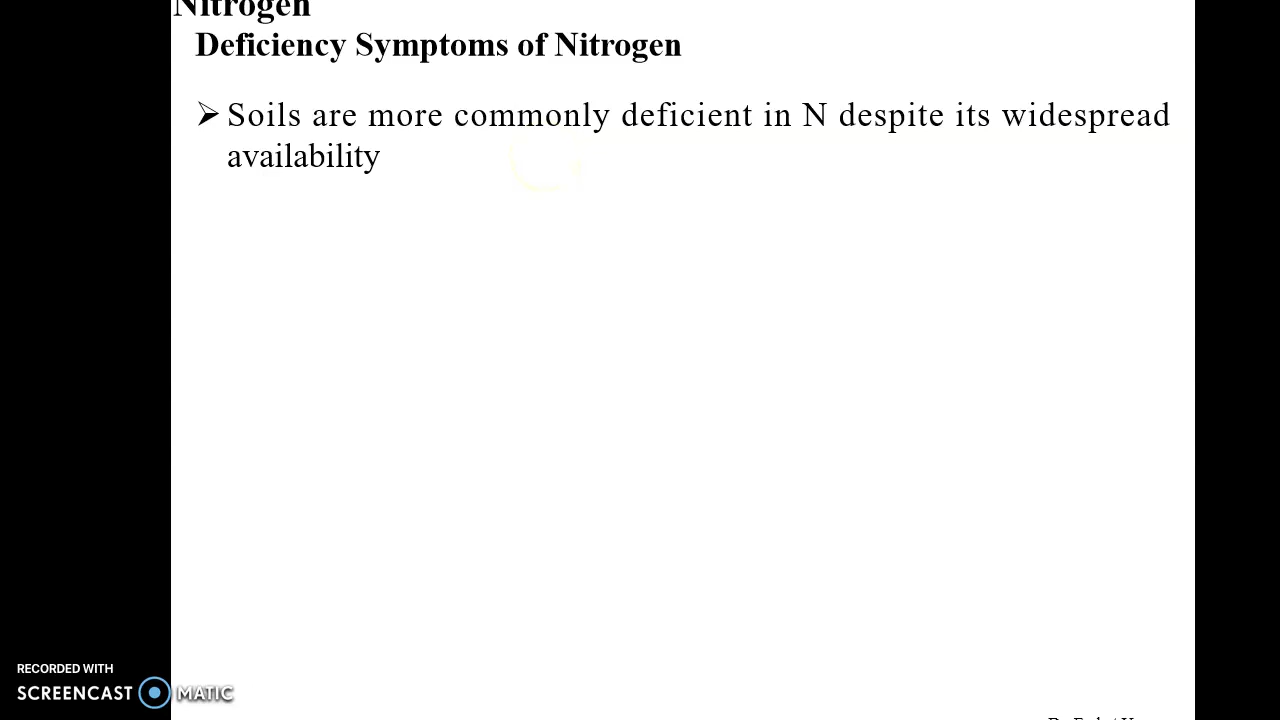 Nitrogen
Deficiency Symptoms of Nitrogen
➢ Soils are more commonly deficient in N despite its widespread
availability
RECORDED WITH
SCREENCAST MATIC